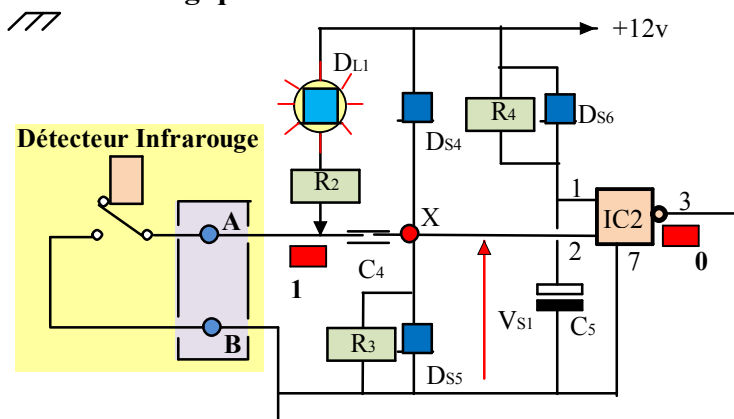 +12v
DL1
R4
DS6
DS4
Détecteur Infrarouge
R2
1
IC2
3
A
X
C4
2
7
0
1
VS1
C5
R3
B
DS5